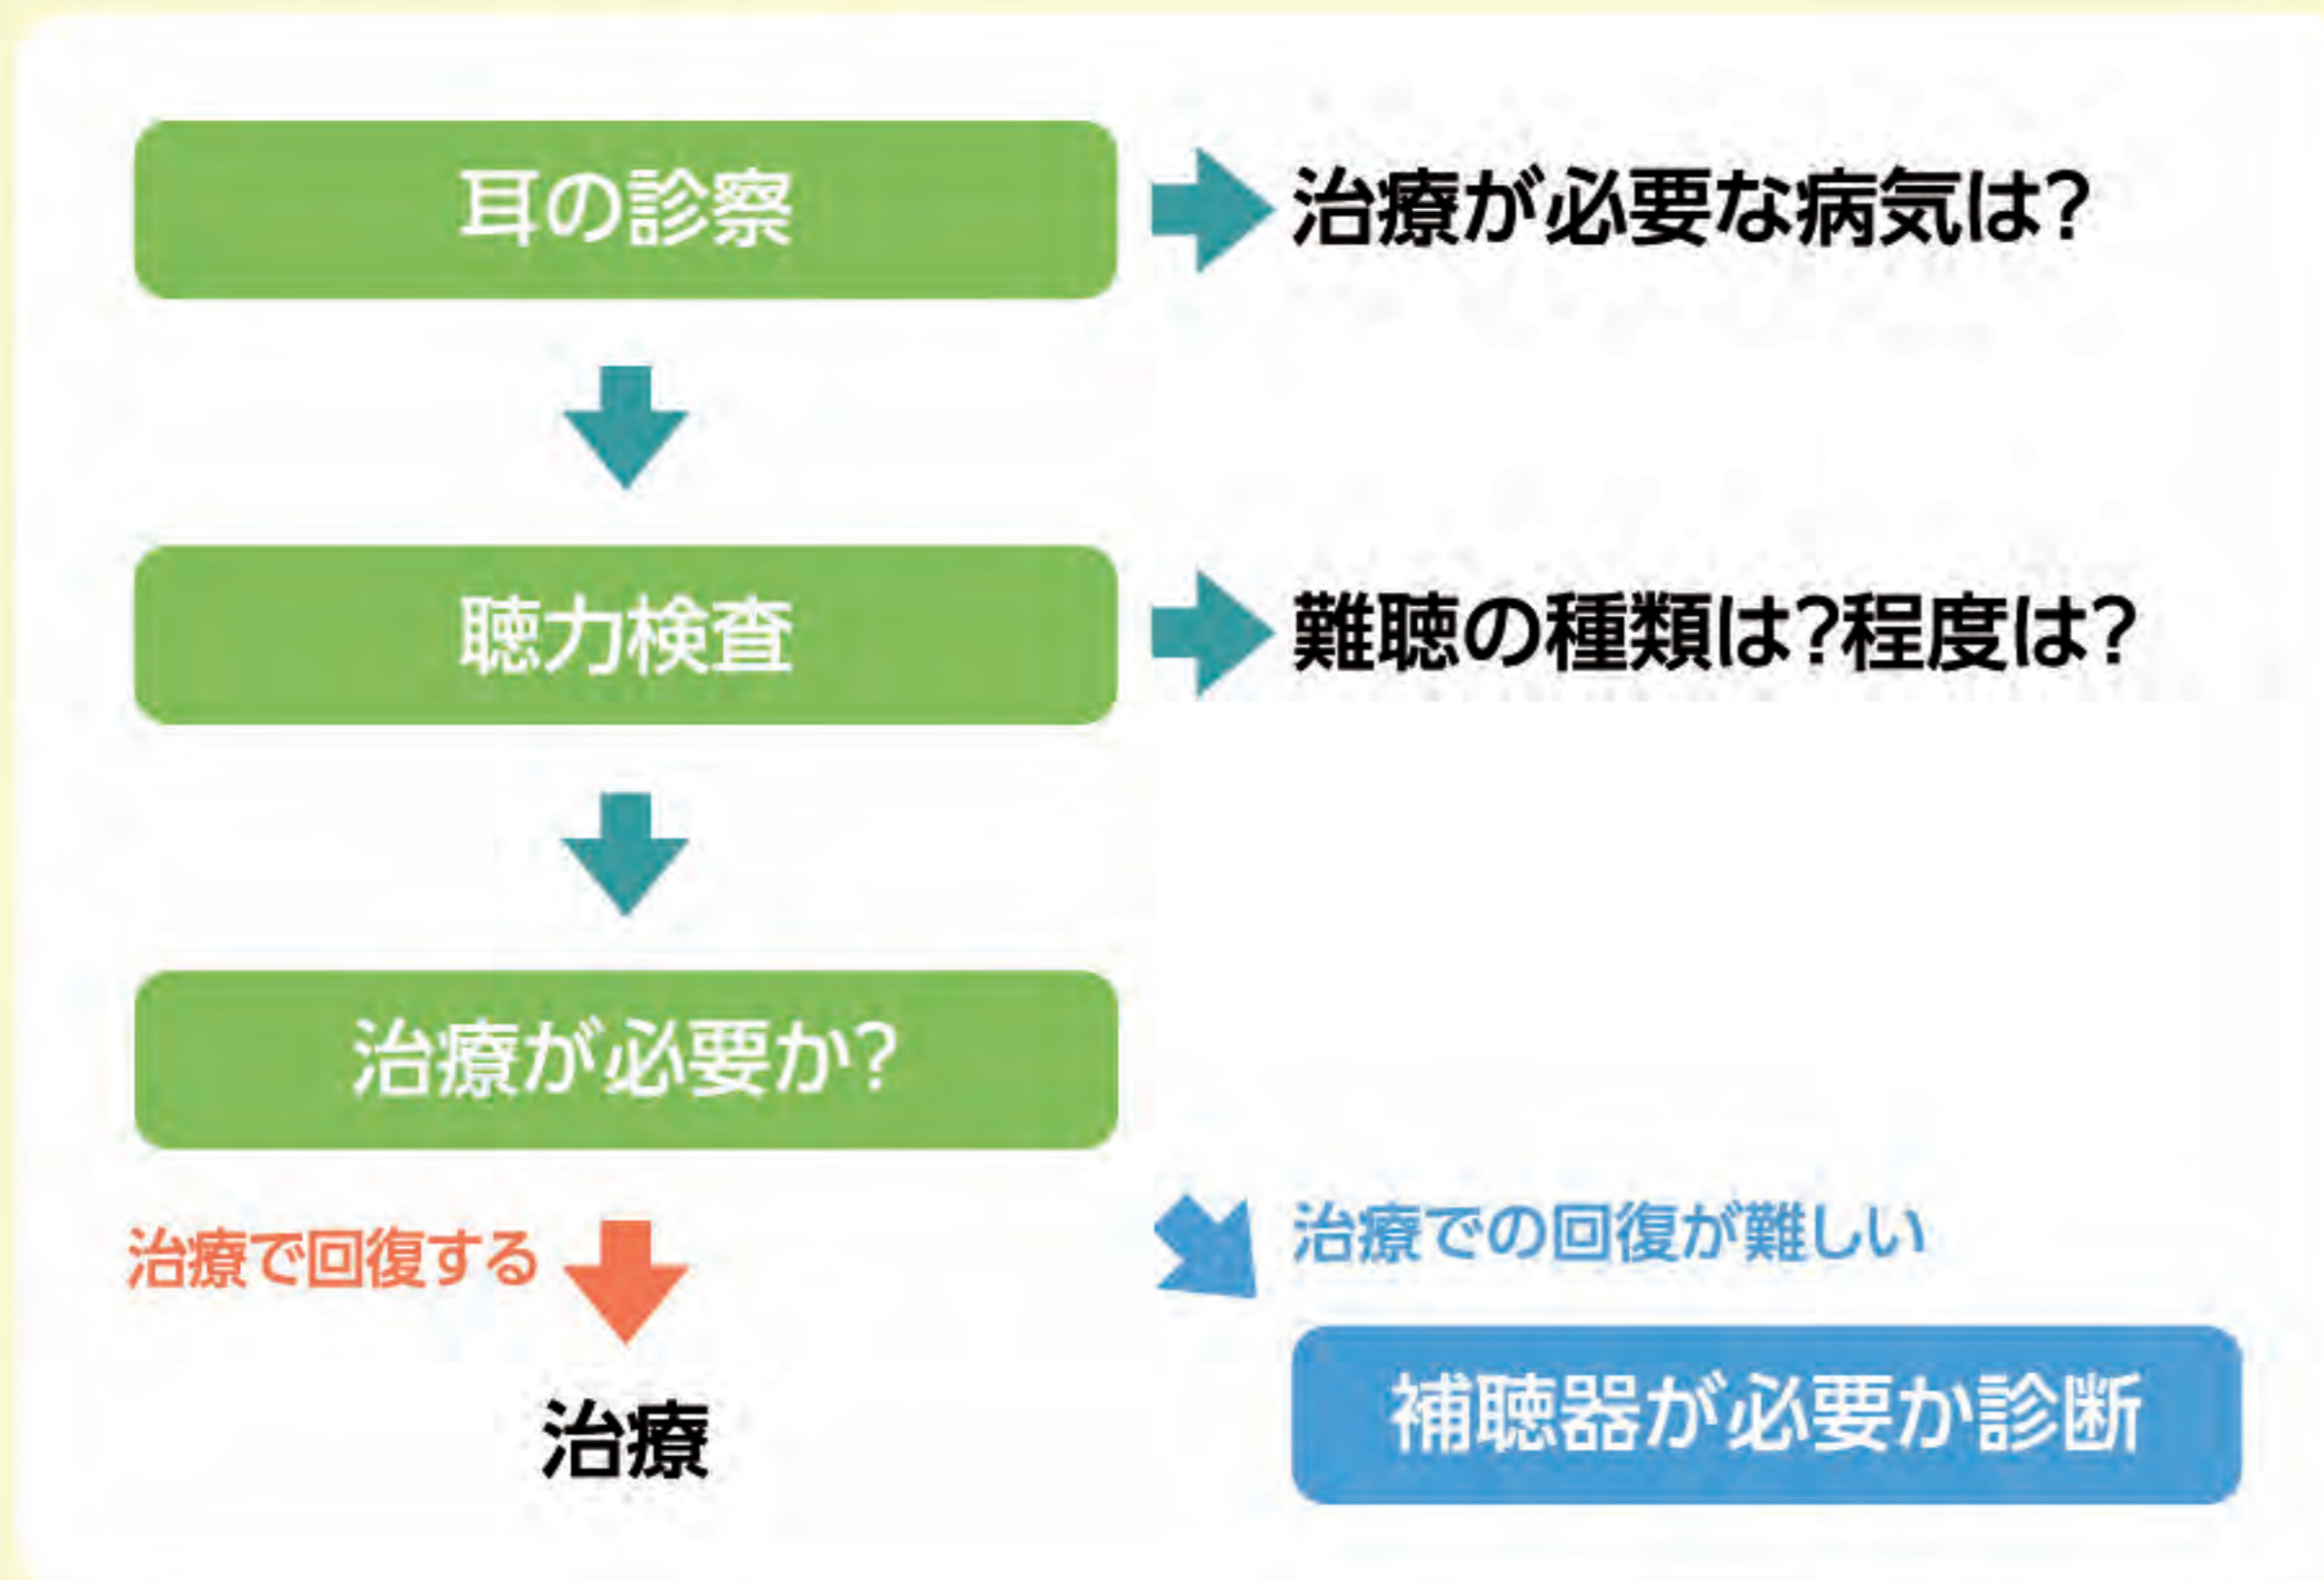 耳の診察
治療が必要な病気は?
聴力検査
難聴の種類は?程度は?
治療が必要か?
治療で回復する
治療での回復が難しい
治療
補聴器が必要か診断